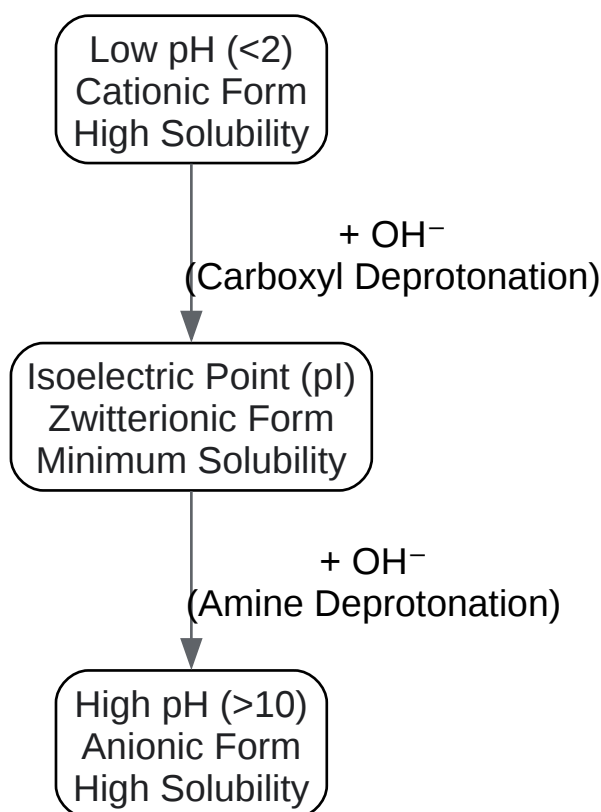 Low pH (<2)
Cationic Form
High Solubility
+ OH⁻
(Carboxyl Deprotonation)
Isoelectric Point (pI)
Zwitterionic Form
Minimum Solubility
+ OH⁻
(Amine Deprotonation)
High pH (>10)
Anionic Form
High Solubility